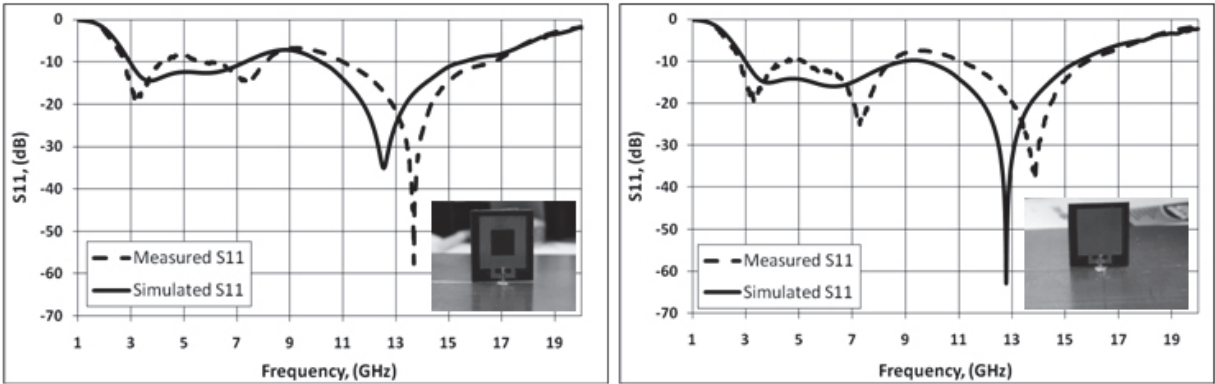 0
-10
-20
-30
-40
-50
-60
-70
S11, (dB)
1 3 5 7 9 11 13 15 17 19
Frequency, (GHz)
Measured S11
Simulated S11
0
-10
-20
-30
-40
-50
-60
-70
S11, (dB)
1 3 5 7 9 11 13 15 17 19
Frequency, (GHz)
Measured S11
Simulated S11